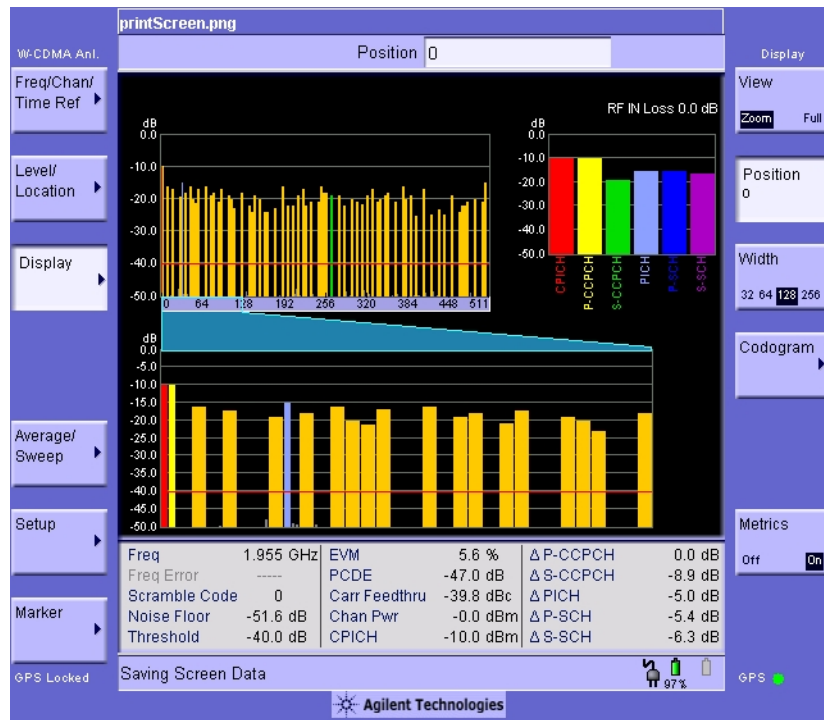 printScreen.png
W-CDMA Anl.
Position 0
Display
Freq/Chan/
Time Ref
Level/
Location
Display
Average/
Sweep
Setup
Marker
GPS Locked
RF IN Loss 0.0 dB
dB
0.0
-10.0
-20.0
-30.0
-40.0
-50.0
0 64 128 192 256 320 384 448 511
dB
0.0
-10.0
-20.0
-30.0
-40.0
-50.0
CPICH
P-CCPCH
S-CCPCH
PICH
P-SCH
S-SCH
dB
0.0
-5.0
-10.0
-15.0
-20.0
-25.0
-30.0
-35.0
-40.0
-45.0
-50.0
View
Zoom Full
Position
0
Width
32 64 128 256
Codogram
Metrics
Off On
Freq 1.955 GHz EVM 5.6 % Δ P-CCPCH 0.0 dB
Freq Error ----- PCDE -47.0 dB Δ S-CCPCH -8.9 dB
Scramble Code 0 Carr Feedthru -39.8 dBc Δ PICH -5.0 dB
Noise Floor -51.6 dB Chan Pwr -0.0 dBm Δ P-SCH -5.4 dB
Threshold -40.0 dB CPICH -10.0 dBm Δ S-SCH -6.3 dB
Saving Screen Data
97%
GPS
Agilent Technologies